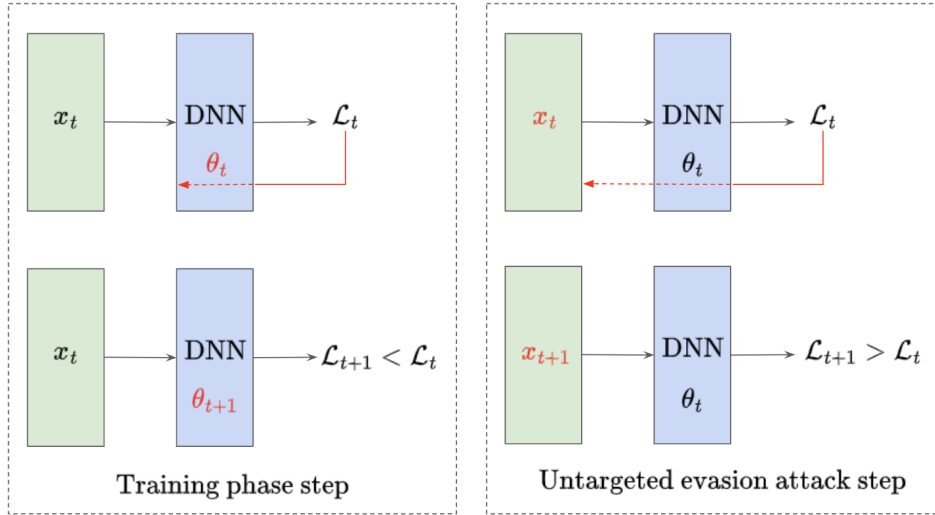 x_t
DNN
θ_t
ℒ_t
x_t
DNN
θ_{t+1}
ℒ_{t+1} < ℒ_t
Training phase step
x_t
DNN
θ_t
ℒ_t
x_{t+1}
DNN
θ_t
ℒ_{t+1} > ℒ_t
Untargeted evasion attack step